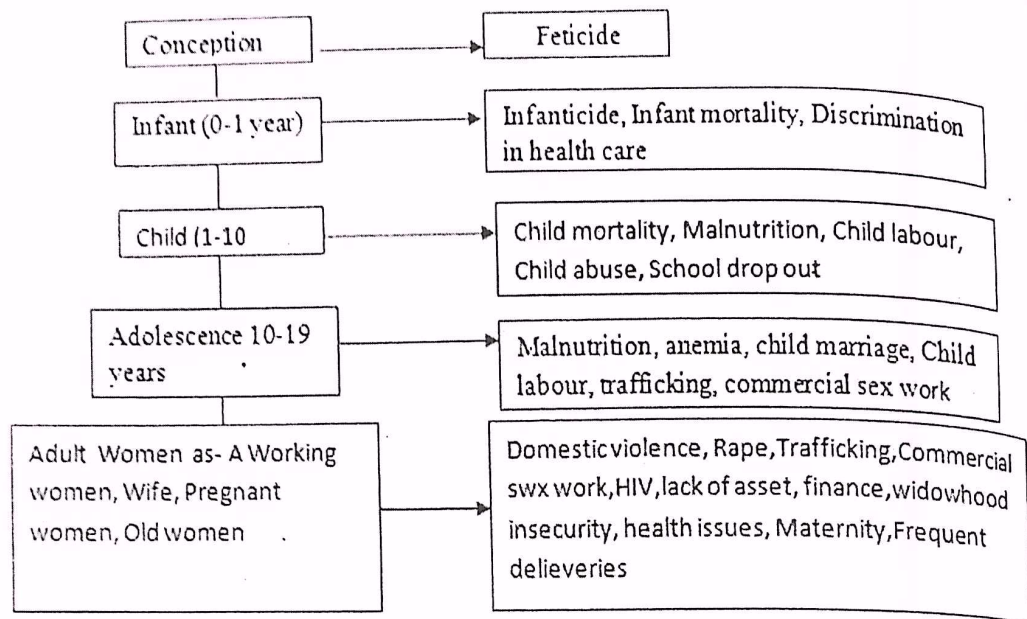 Conception
Feticide
Infant (0-1 year)
Infanticide, Infant mortality, Discrimination
in health care
Child (1-10
Child mortality, Malnutrition, Child labour,
Child abuse, School drop out
Adolescence 10-19
years
Malnutrition, anemia, child marriage, Child
labour, trafficking, commercial sex work
Adult Women as- A Working
women, Wife, Pregnant
women, Old women
Domestic violence, Rape, Trafficking, Commercial
swx work, HIV, lack of asset, finance, widowhood
insecurity, health issues, Maternity, Frequent
delieveries